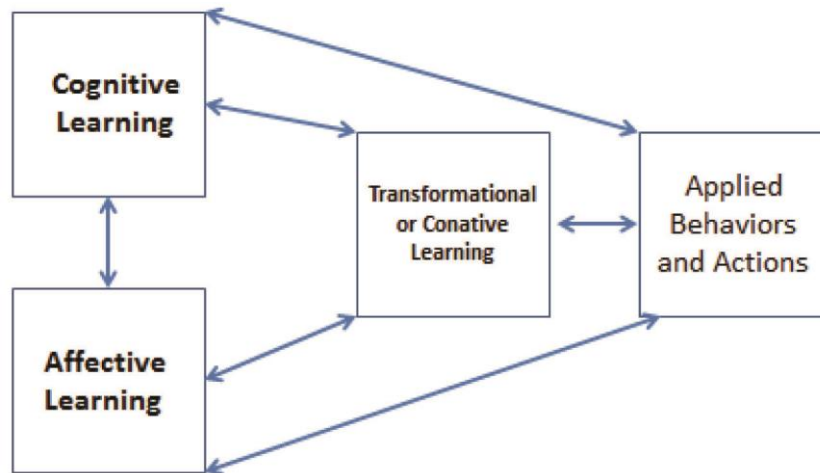 Cognitive
Learning
Transformational
or Conative
Learning
Applied
Behaviors
and Actions
Affective
Learning